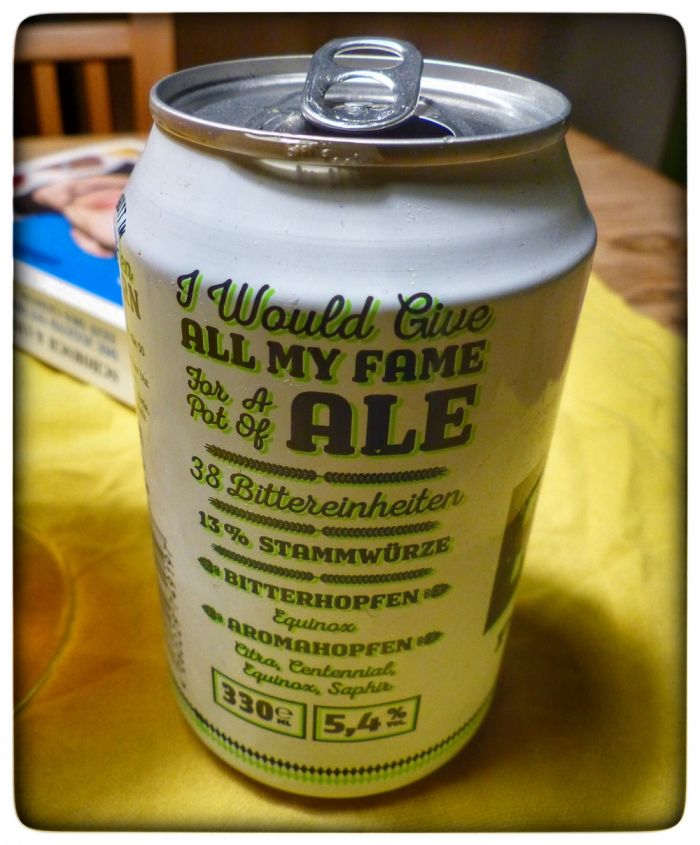 I Would Give
ALL MY FAME
For A
Pot Of
ALE
38 Bittereinheiten
13% STAMMWÜRZE
BITTERHOPFEN
Equinox
AROMAHOPFEN
Citra, Centennial,
Equinox, Saphir
330 ml e
5,4 % VOL.